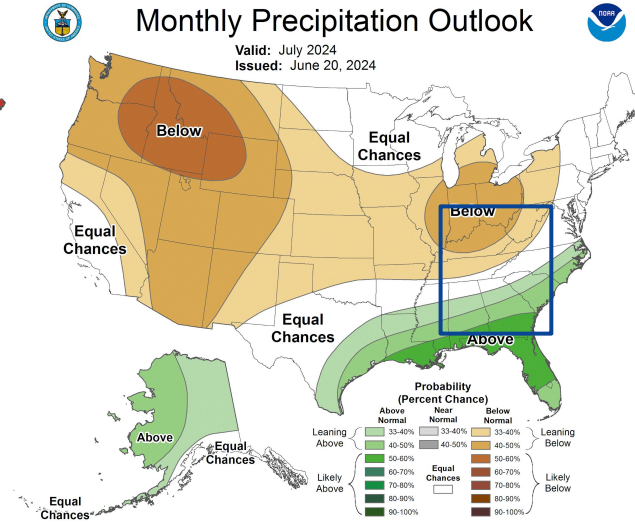 Monthly Precipitation Outlook
NOAA
Valid: July 2024
Issued: June 20, 2024
Below
Equal
Chances
Below
Equal
Chances
Equal
Chances
Above
Above
Equal
Chances
Equal
Chances
Probability
(Percent Chance)
Above
Normal
Near
Normal
Below
Normal
Leaning
Above
33-40%
33-40%
33-40%
Leaning
Below
40-50%
40-50%
40-50%
Likely
Above
50-60%
50-60%
Likely
Below
60-70%
Equal
Chances
60-70%
70-80%
70-80%
80-90%
80-90%
90-100%
90-100%